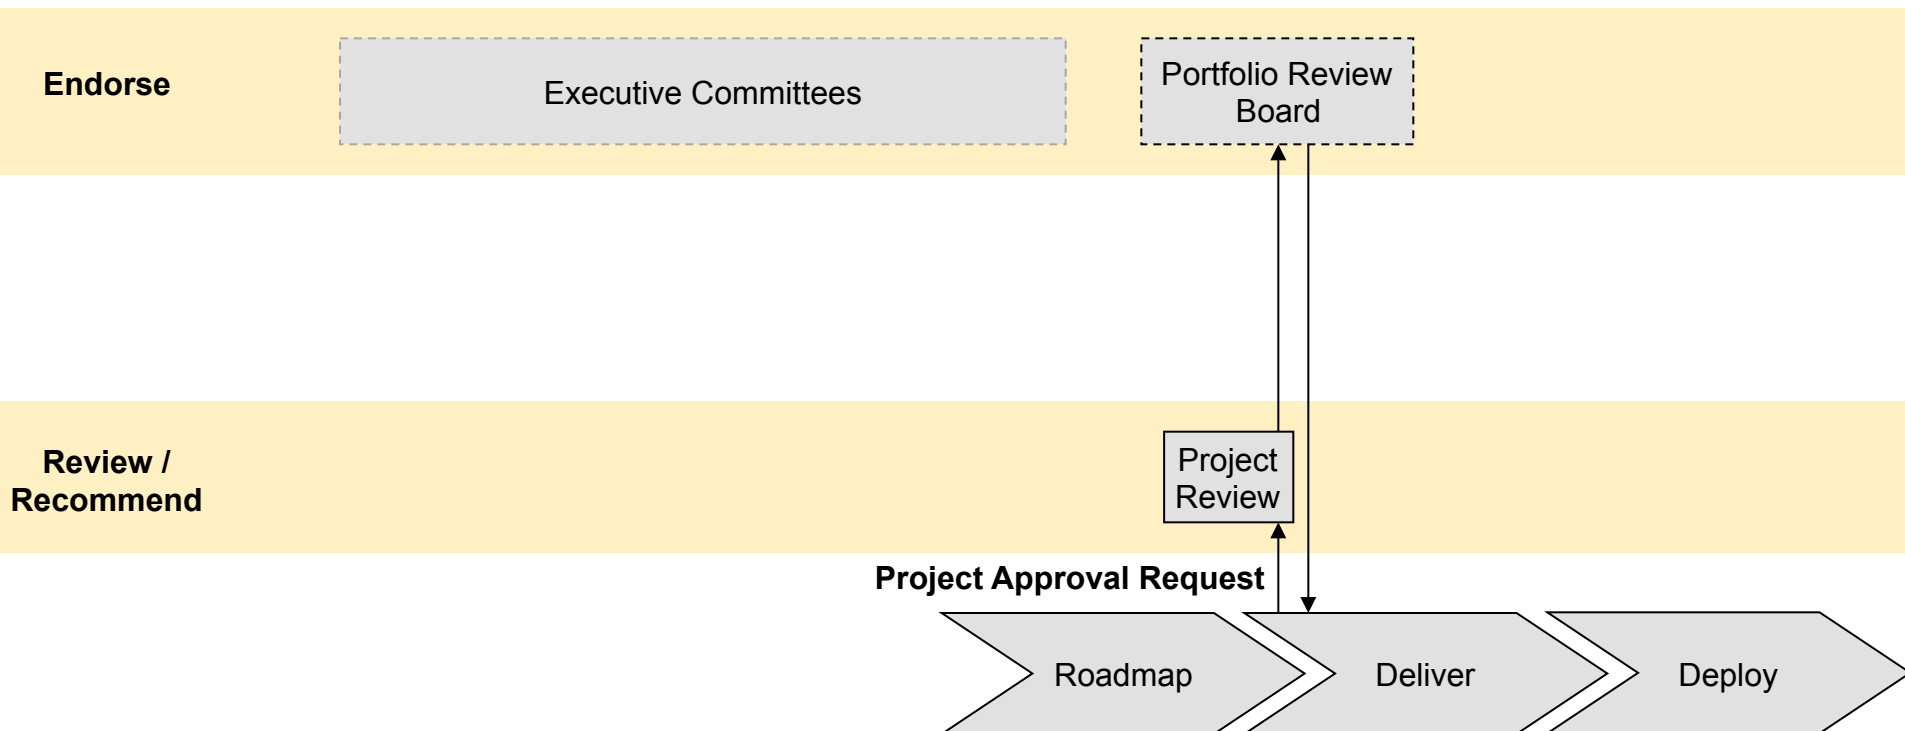 Endorse
Executive Committees
Portfolio Review
Board
Review /
Recommend
Project
Review
Project Approval Request
Roadmap
Deliver
Deploy